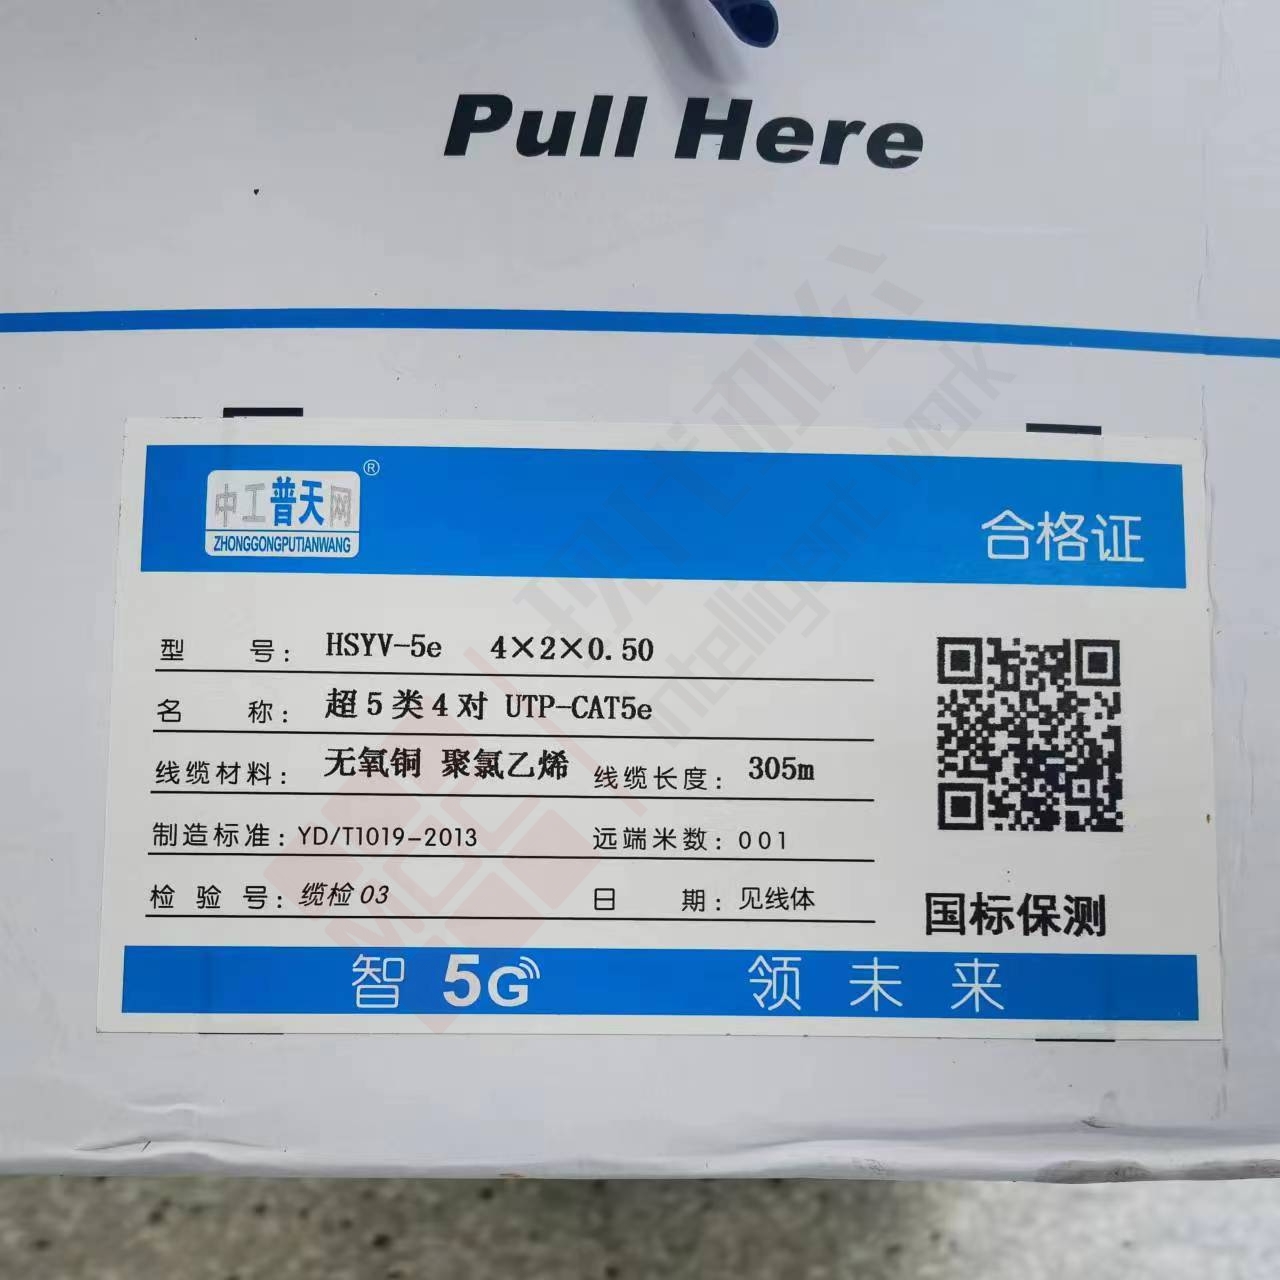 Pull Here
中工普天网®
ZHONGGONGPUTIANWANG
合格证
型 号: HSYV-5e 4×2×0.50
名 称: 超5类4对 UTP-CAT5e
线缆材料: 无氧铜 聚氯乙烯 线缆长度: 305m
制造标准: YD/T1019-2013 远端米数: 001
检 验 号: 缆检03 日 期: 见线体
国标保测
智 5G 领 未 来
Intelligent work